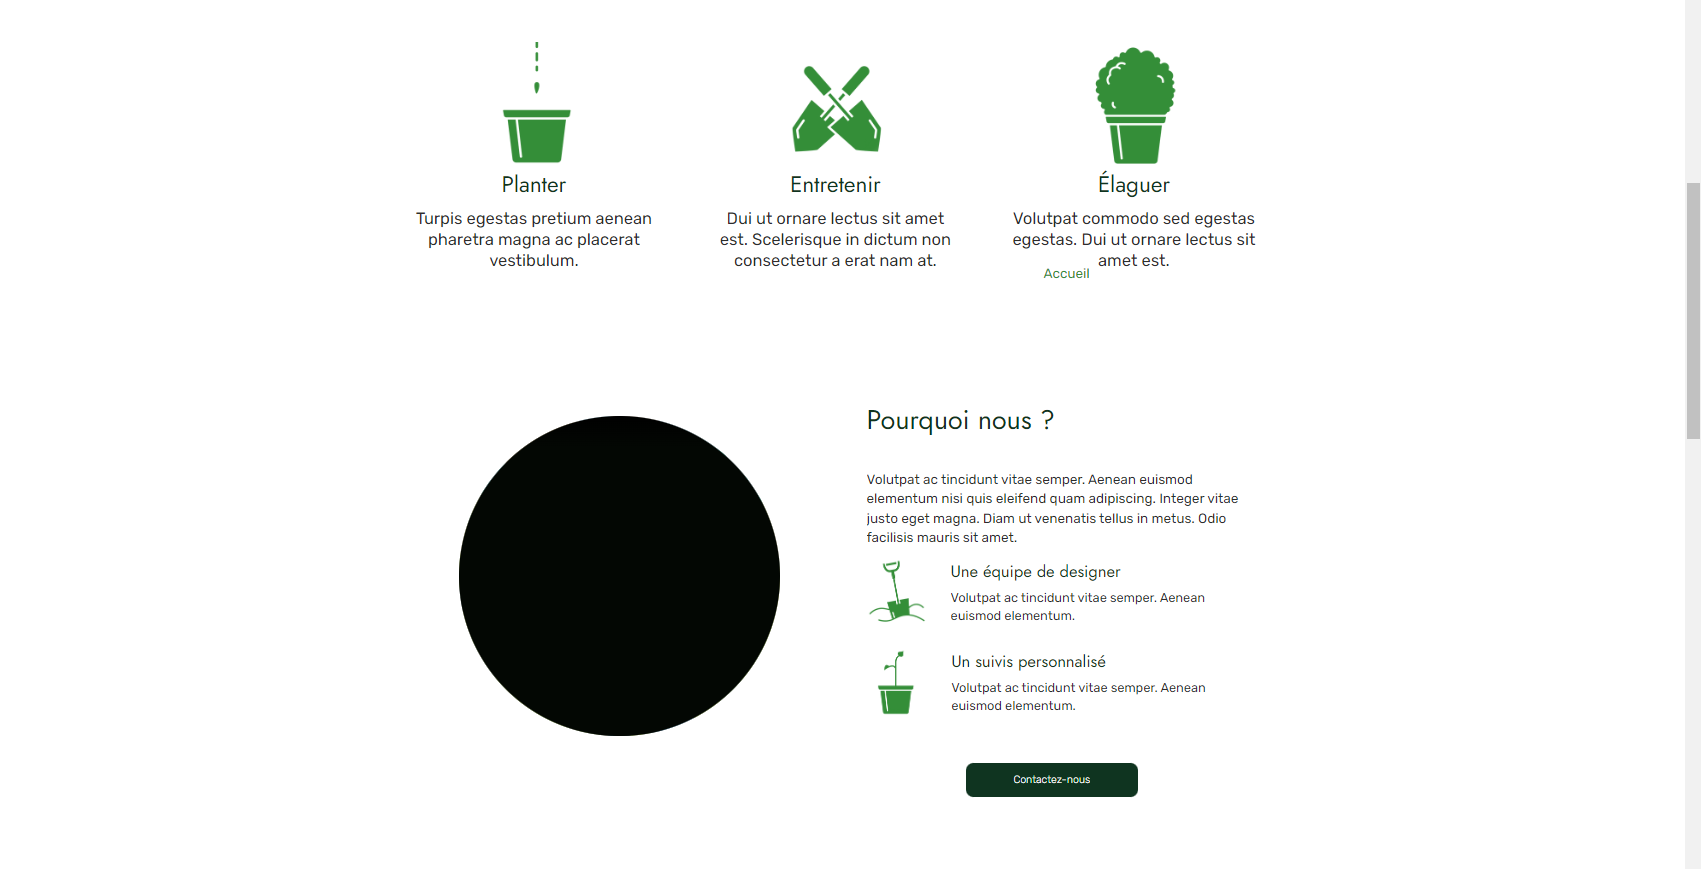 Planter
Turpis egestas pretium aenean
pharetra magna ac placerat
vestibulum.
Entretenir
Dui ut ornare lectus sit amet
est. Scelerisque in dictum non
consectetur a erat nam at.
Élaguer
Volutpat commodo sed egestas
egestas. Dui ut ornare lectus sit
amet est.
Accueil
Pourquoi nous ?
Volutpat ac tincidunt vitae semper. Aenean euismod
elementum nisi quis eleifend quam adipiscing. Integer vitae
justo eget magna. Diam ut venenatis tellus in metus. Odio
facilisis mauris sit amet.
Une équipe de designer
Volutpat ac tincidunt vitae semper. Aenean
euismod elementum.
Un suivis personnalisé
Volutpat ac tincidunt vitae semper. Aenean
euismod elementum.
Contactez-nous